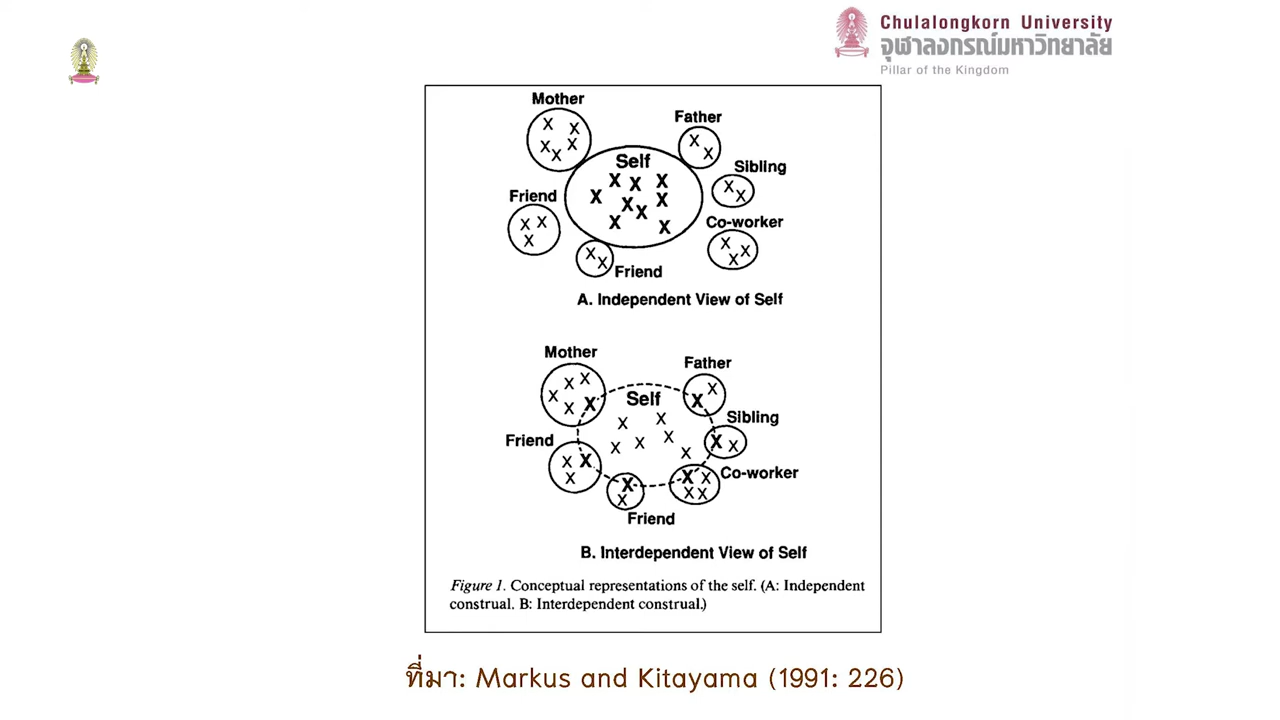 Chulalongkorn University
จุฬาลงกรณ์มหาวิทยาลัย
Pillar of the Kingdom
Mother
Father
X X X X X
X X
Self
Sibling
X X X X X X X X X X
X X
Friend
Co-worker
X X X
X X X
X X
Friend
A. Independent View of Self
Mother
Father
X X X X X
X X
Self
Sibling
X X X X X X
X X
Friend
Co-worker
X X X
X X X X
X X
Friend
B. Interdependent View of Self
Figure 1. Conceptual representations of the self. (A: Independent
construal. B: Interdependent construal.)
ที่มา: Markus and Kitayama (1991: 226)